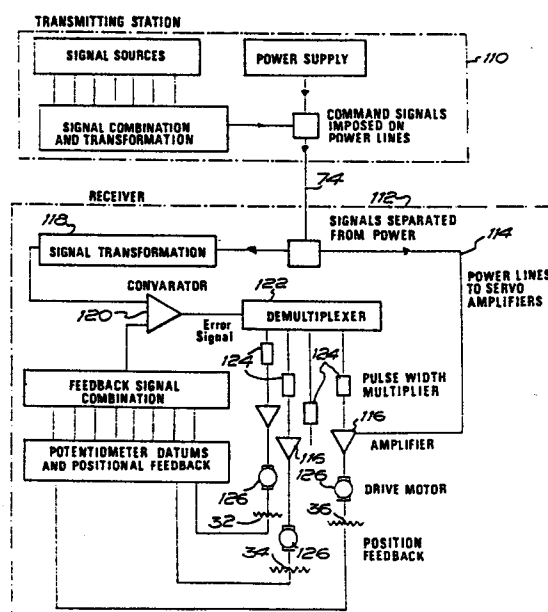 TRANSMITTING STATION
SIGNAL SOURCES
POWER SUPPLY
110
SIGNAL COMBINATION
AND TRANSFORMATION
COMMAND SIGNALS
IMPOSED ON
POWER LINES
74
RECEIVER
112
118
SIGNAL TRANSFORMATION
SIGNALS SEPARATED
FROM POWER
114
POWER LINES
TO SERVO
AMPLIFIERS
CONVARATOR
120
122
DEMULTIPLEXER
Error
Signal
124
124
PULSE WIDTH
MULTIPLIER
FEEDBACK SIGNAL
COMBINATION
116
AMPLIFIER
POTENTIOMETER DATUMS
AND POSITIONAL FEEDBACK
116
126
126
DRIVE MOTOR
32
36
126
POSITION
FEEDBACK
34